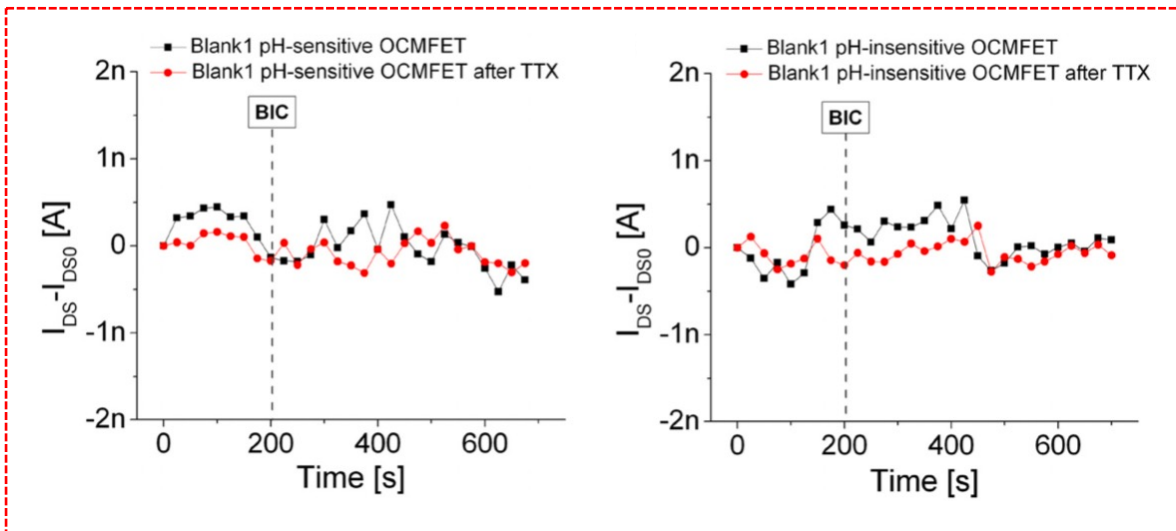 Blank1 pH-sensitive OCMFET
Blank1 pH-sensitive OCMFET after TTX
2n
1n
0
-1n
-2n
I_DS-I_DS0 [A]
BIC
0 200 400 600
Time [s]
Blank1 pH-insensitive OCMFET
Blank1 pH-insensitive OCMFET after TTX
2n
1n
0
-1n
-2n
I_DS-I_DS0 [A]
BIC
0 200 400 600
Time [s]